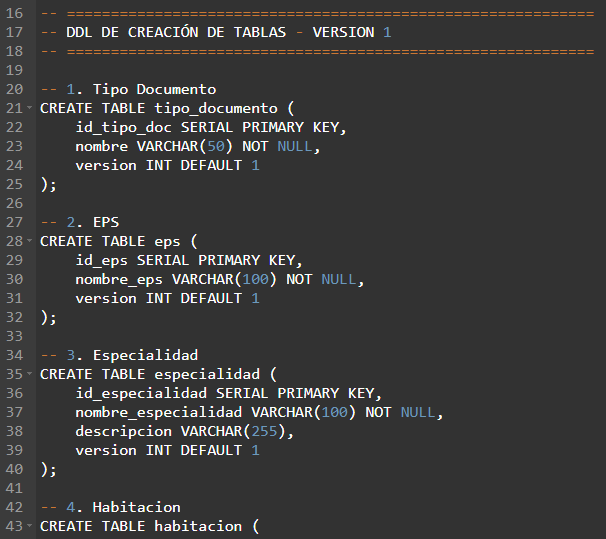 16 -- ============================================================
17 -- DDL DE CREACIÓN DE TABLAS - VERSION 1
18 -- ============================================================
19
20 -- 1. Tipo Documento
21 CREATE TABLE tipo_documento (
22     id_tipo_doc SERIAL PRIMARY KEY,
23     nombre VARCHAR(50) NOT NULL,
24     version INT DEFAULT 1
25 );
26
27 -- 2. EPS
28 CREATE TABLE eps (
29     id_eps SERIAL PRIMARY KEY,
30     nombre_eps VARCHAR(100) NOT NULL,
31     version INT DEFAULT 1
32 );
33
34 -- 3. Especialidad
35 CREATE TABLE especialidad (
36     id_especialidad SERIAL PRIMARY KEY,
37     nombre_especialidad VARCHAR(100) NOT NULL,
38     descripcion VARCHAR(255),
39     version INT DEFAULT 1
40 );
41
42 -- 4. Habitacion
43 CREATE TABLE habitacion (